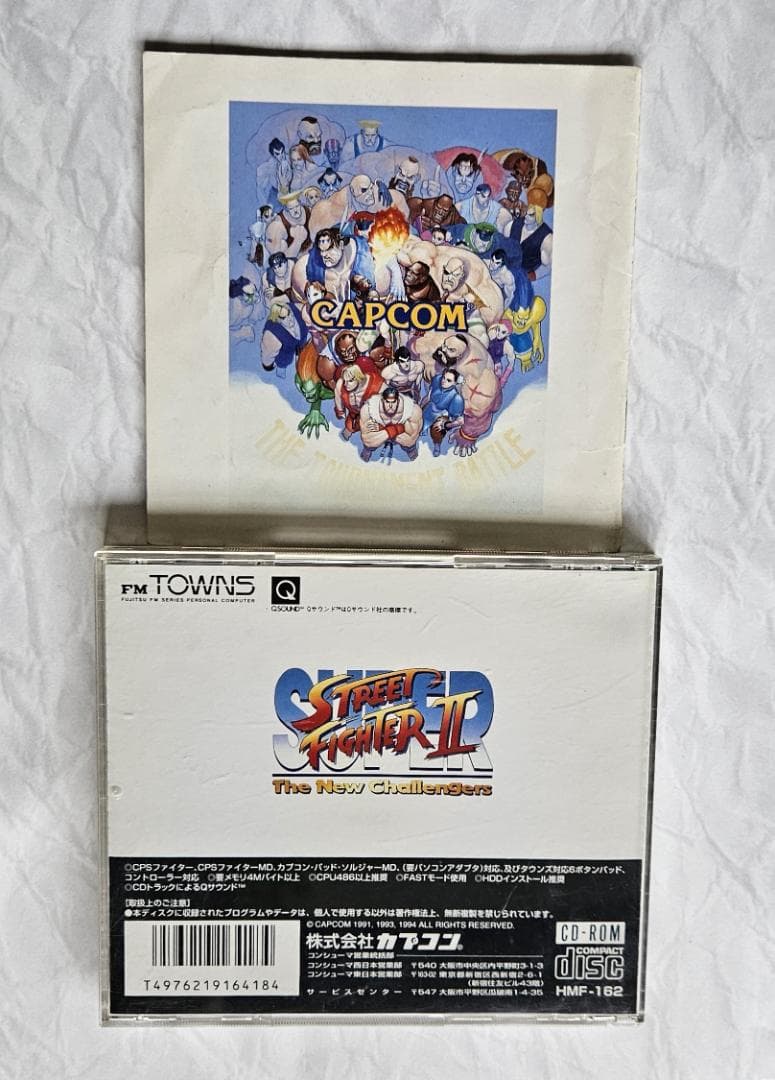 CAPCOM
THE TOURNAMENT BATTLE
FM TOWNS
FUJITSU FM SERIES PERSONAL COMPUTER
Q
QSOUND™ Qサウンド™はQサウンド社の商標です。
SUPER
STREET
FIGHTER II
The New Challengers
◎CPSファイター、CPSファイターMD、カプコン・パッド・ソルジャーMD、(要パソコンアダプタ)対応、及びタウンズ対応6ボタンパッド、
コントローラー対応 ◎要メモリ4Mバイト以上 ◎CPU486以上推奨 ◎FASTモード使用 ◎HDDインストール推奨
◎CDトラックによるQサウンド™
[取扱上のご注意]
●本ディスクに収録されたプログラムやデータは、個人で使用する以外は著作権法上、無断複製を禁じられています。
© CAPCOM 1991, 1993, 1994 ALL RIGHTS RESERVED.
株式会社カプコン
コンシューマ営業統括部
コンシューマ西日本営業部 〒540 大阪市中央区内平野町3-1-3
コンシューマ東日本営業部 〒163-02 東京都新宿区西新宿2-6-1
(新宿住友ビル43階)
サービスセンター 〒547 大阪市平野区瓜破南1-4-35
T4976219164184
CD-ROM
COMPACT
disc
HMF-162